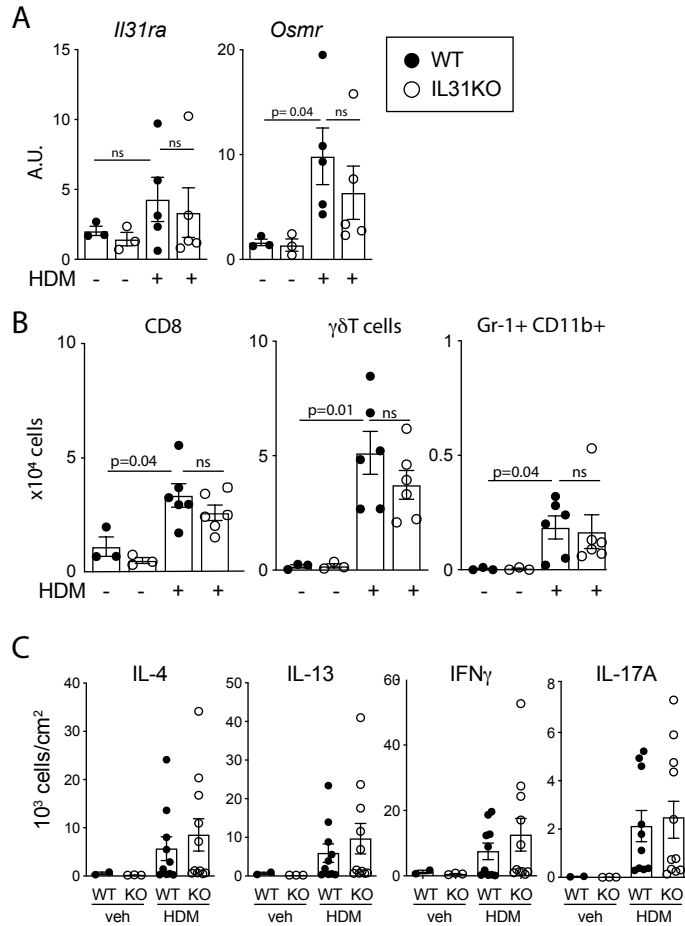 A
Il31ra
Osmr
WT
IL31KO
15
10
5
0
A.U.
ns
ns
20
10
0
p= 0.04
ns
HDM - - + + - - + +
B
CD8
γδT cells
Gr-1+ CD11b+
x10⁴ cells
10
5
0
p=0.04
ns
10
5
0
p=0.01
ns
1
0.5
0
p=0.04
ns
HDM - - + + - - + + - - + +
C
IL-4
IL-13
IFNγ
IL-17A
10³ cells/cm²
40
30
20
10
0
50
40
30
20
10
0
60
40
20
0
8
6
4
2
0
WT KO WT KO WT KO WT KO WT KO WT KO WT KO WT KO
veh HDM veh HDM veh HDM veh HDM